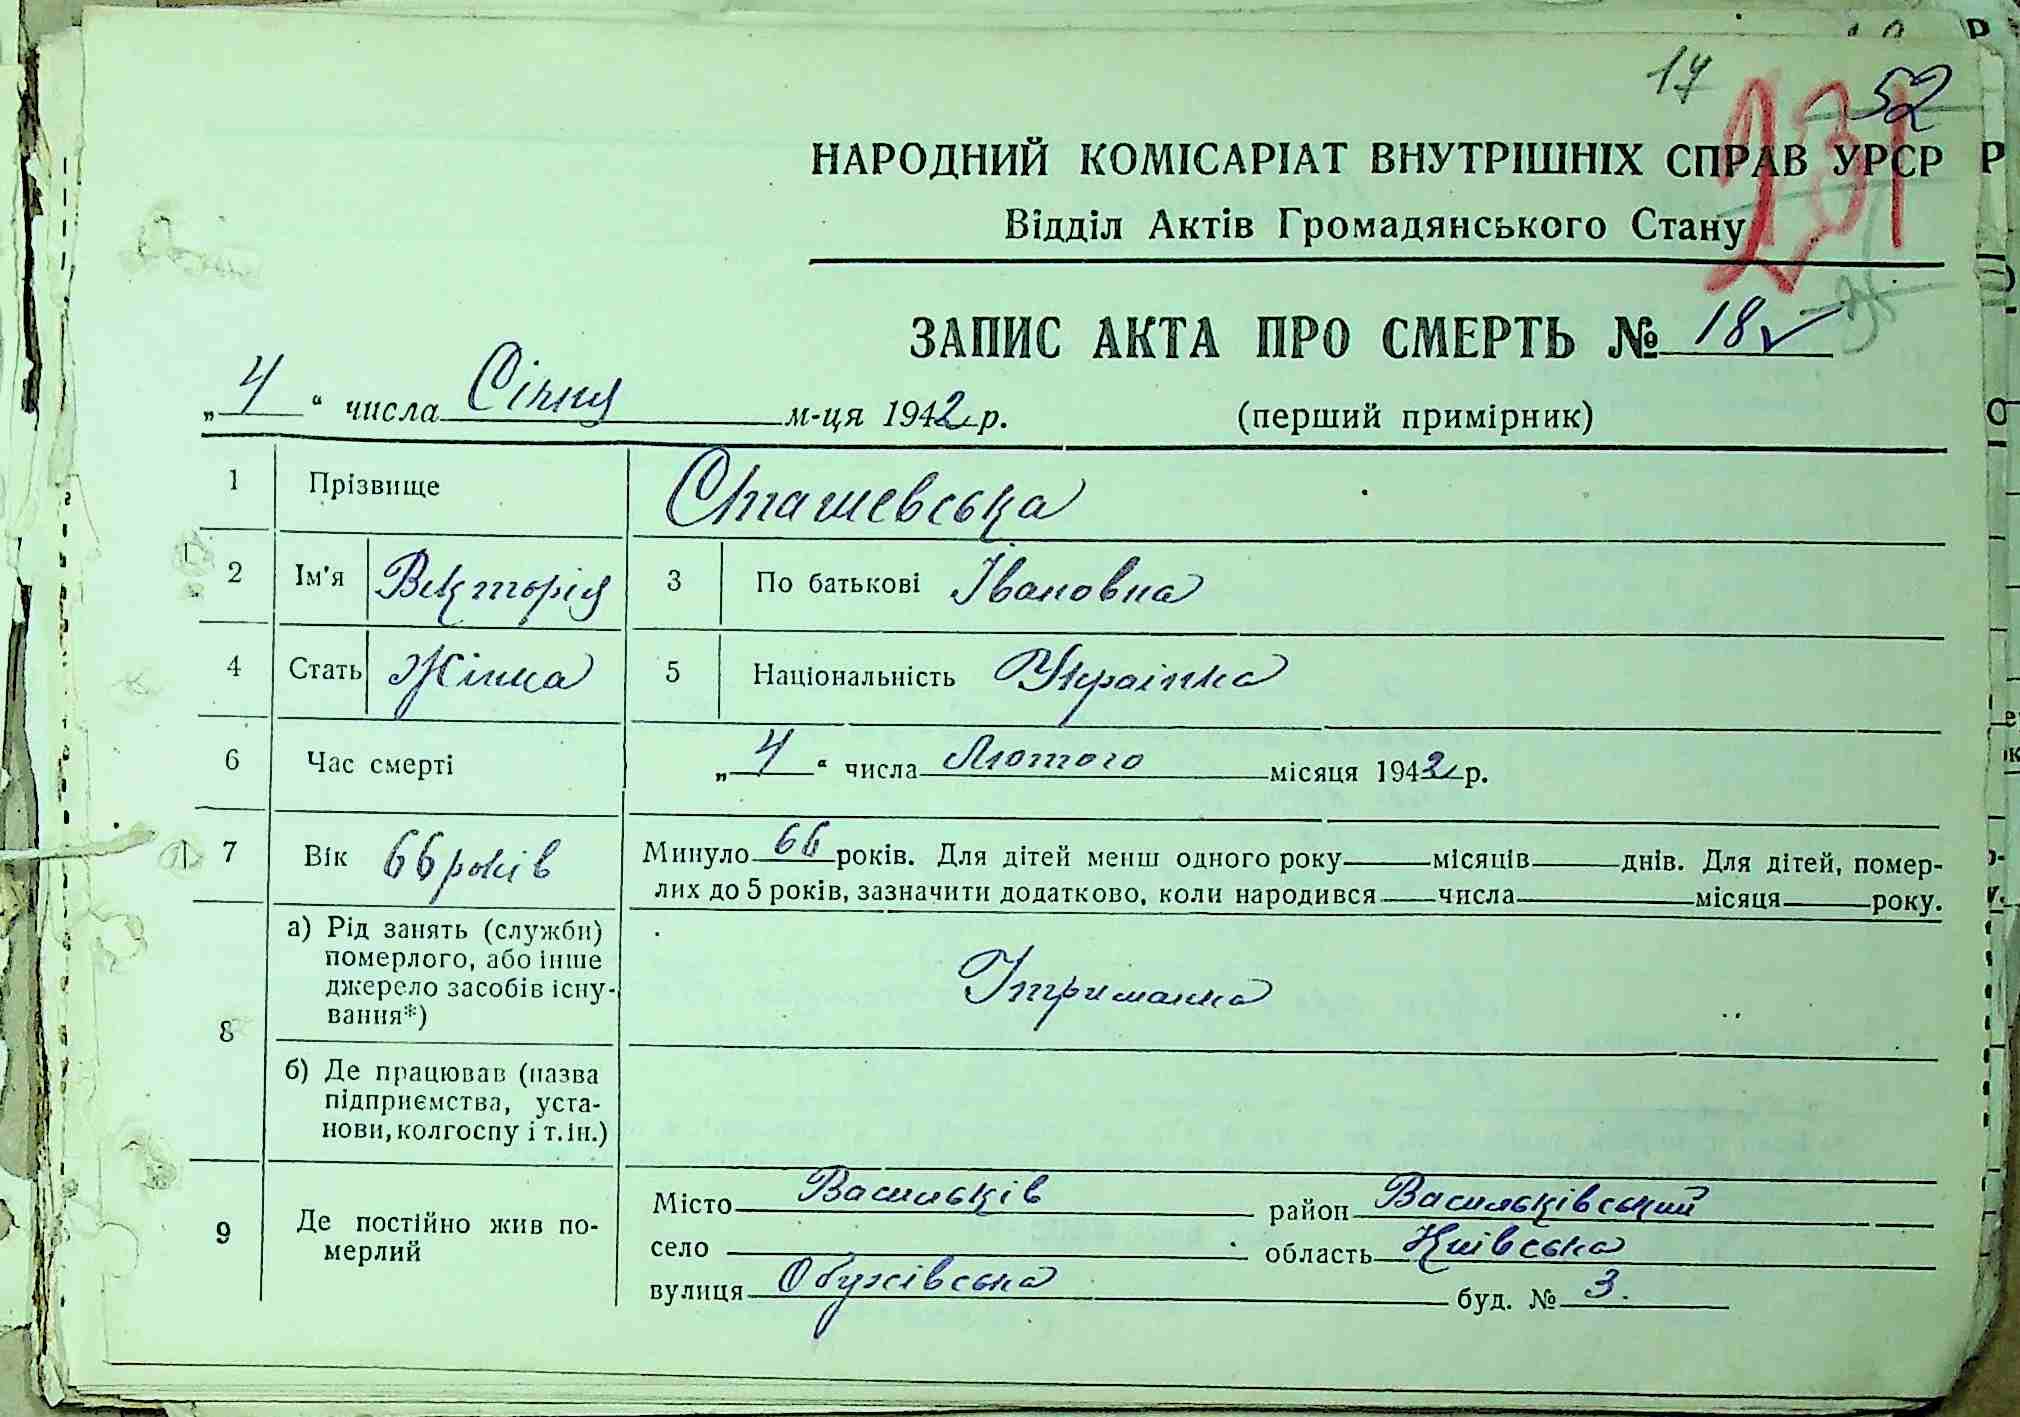 17
52
131
НАРОДНИЙ КОМІСАРІАТ ВНУТРІШНІХ СПРАВ УРСР
Відділ Актів Громадянського Стану
ЗАПИС АКТА ПРО СМЕРТЬ № 18
„ 4 “ числа Січня м-ця 1942 р. (перший примірник)
1 Прізвище Сташевська
2 Ім'я Вікторія 3 По батькові Івановна
4 Стать Жінка 5 Національність Українка
6 Час смерті „ 4 “ числа Лютого місяця 1942 р.
7 Вік 66 років Минуло 66 років. Для дітей менш одного року місяців днів. Для дітей, помер-
лих до 5 років, зазначити додатково, коли народився числа місяця року.
8 а) Рід занять (служби)
померлого, або інше
джерело засобів існу-
вання*)
Утриманка
б) Де працював (назва
підприємства, уста-
нови, колгоспу і т. ін.)
9 Де постійно жив по-
мерлий
Місто Васильків район Васильківський
село область Київська
вулиця Обухівська буд. № 3.